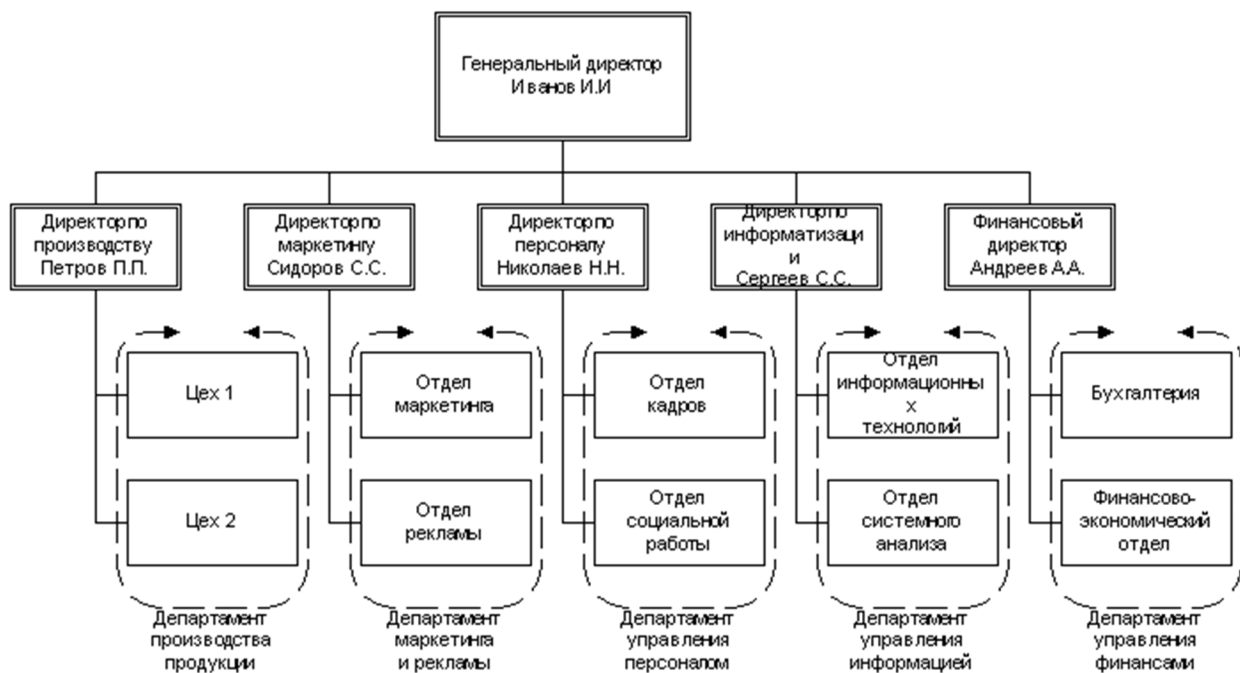 Генеральный директор
Иванов И.И
Директор по
производству
Петров П.П.
Директор по
маркетингу
Сидоров С.С.
Директор по
персоналу
Николаев Н.Н.
Директор по
информатизаци
и
Сергеев С.С.
Финансовый
директор
Андреев А.А.
Цех 1
Отдел
маркетинга
Отдел
кадров
Отдел
информационны
х
технологий
Бухгалтерия
Цех 2
Отдел
рекламы
Отдел
социальной
работы
Отдел
системного
анализа
Финансово-
экономический
отдел
Департамент
производства
продукции
Департамент
маркетинга
и рекламы
Департамент
управления
персоналом
Департамент
управления
информацией
Департамент
управления
финансами